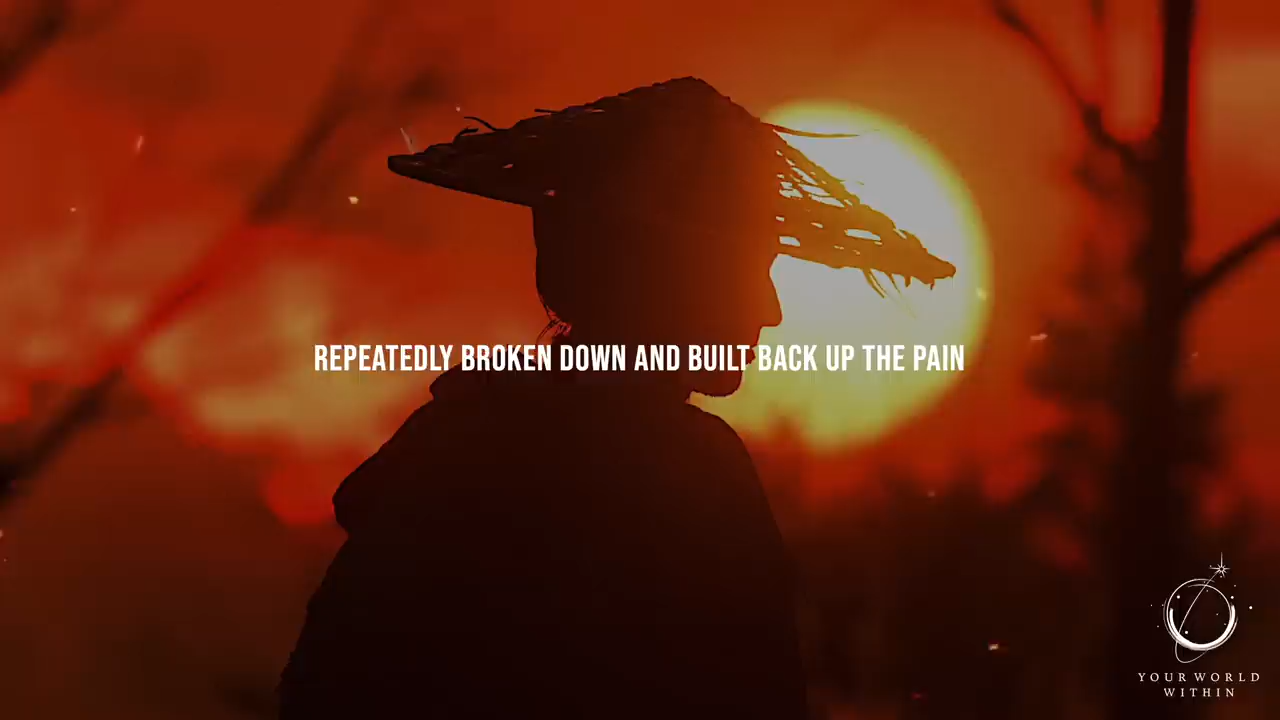 REPEATEDLY BROKEN DOWN AND BUILT BACK UP THE PAIN
YOUR WORLD
WITHIN